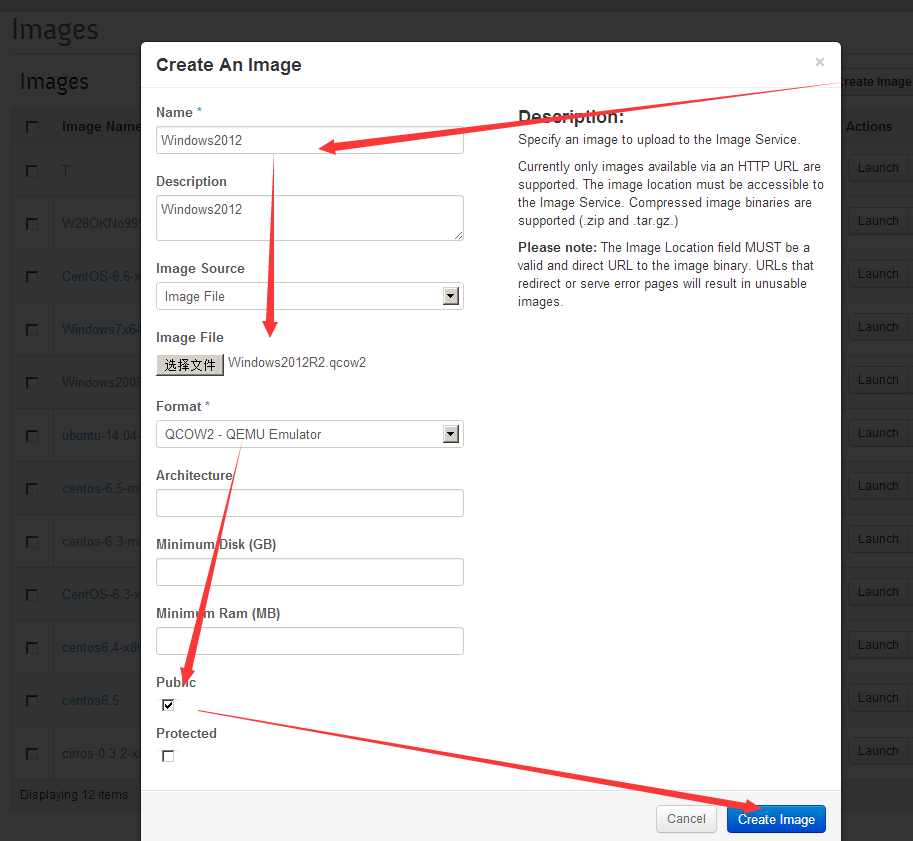 Images
Images
Create An Image
×
Create Image
Image Name
Actions
T
Launch
W28OKNo99
Launch
CentOS-6.6-x
Launch
Windows7x64
Launch
Windows2008
Launch
ubuntu-14.04-
Launch
centos-6.5-mi
Launch
centos-6.3-mi
Launch
CentOS-6.3-x
Launch
centos6.4-x86
Launch
centos6.5
Launch
cirros-0.3.2-x8
Launch
Displaying 12 items
Name *
Windows2012
Description
Windows2012
Image Source
Image File
Image File
选择文件 Windows2012R2.qcow2
Format *
QCOW2 - QEMU Emulator
Architecture
Minimum Disk (GB)
Minimum Ram (MB)
Public
Protected
Description:
Specify an image to upload to the Image Service.
Currently only images available via an HTTP URL are
supported. The image location must be accessible to
the Image Service. Compressed image binaries are
supported (.zip and .tar.gz.)
Please note: The Image Location field MUST be a
valid and direct URL to the image binary. URLs that
redirect or serve error pages will result in unusable
images.
Cancel
Create Image